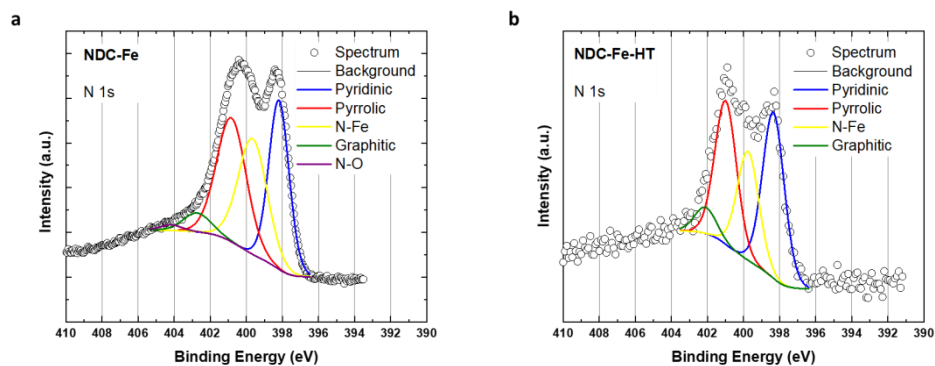 a
NDC-Fe
N 1s
Spectrum
Background
Pyridinic
Pyrrolic
N-Fe
Graphitic
N-O
Intensity (a.u.)
410 408 406 404 402 400 398 396 394 392 390
Binding Energy (eV)
b
NDC-Fe-HT
N 1s
Spectrum
Background
Pyridinic
Pyrrolic
N-Fe
Graphitic
Intensity (a.u.)
410 408 406 404 402 400 398 396 394 392 390
Binding Energy (eV)